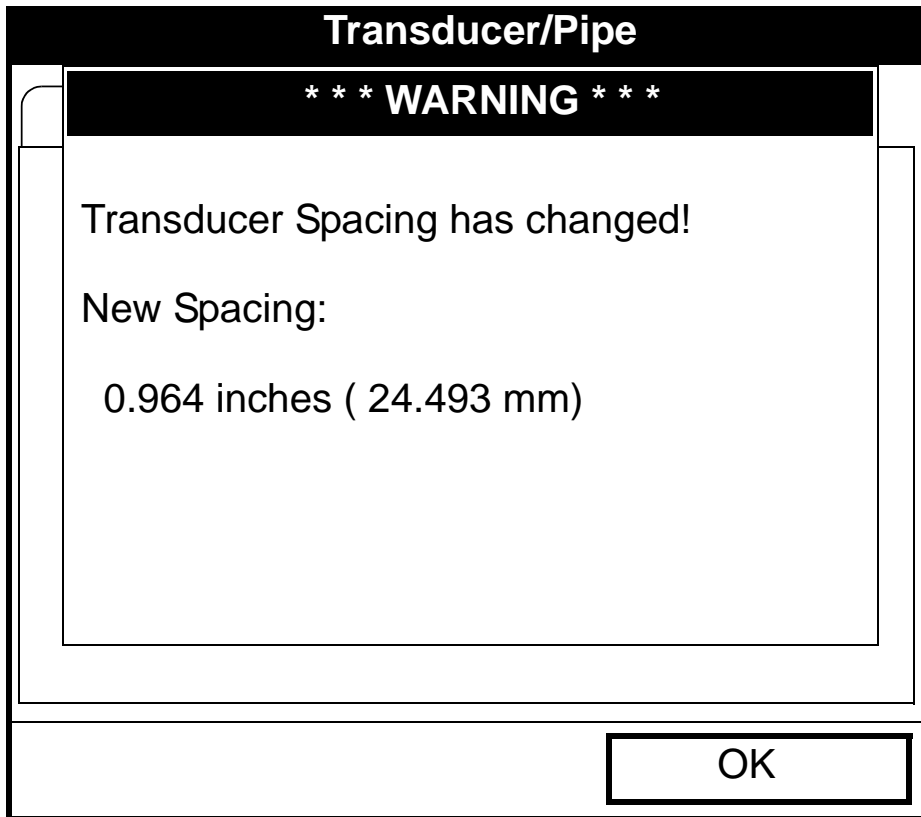 Transducer/Pipe
* * * WARNING * * *
Transducer Spacing has changed!
New Spacing:
0.964 inches ( 24.493 mm)
OK